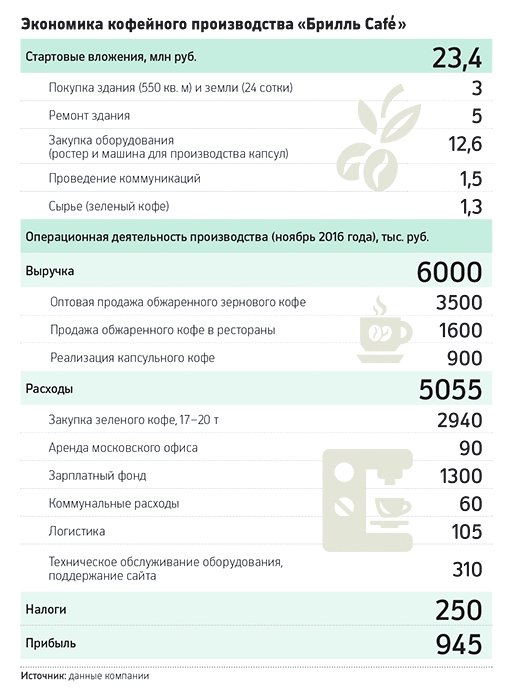 Экономика кофейного производства «Брилль Café»
Стартовые вложения, млн руб. 23,4
Покупка здания (550 кв. м) и земли (24 сотки) 3
Ремонт здания 5
Закупка оборудования
(ростер и машина для производства капсул) 12,6
Проведение коммуникаций 1,5
Сырье (зеленый кофе) 1,3
Операционная деятельность производства (ноябрь 2016 года), тыс. руб.
Выручка 6000
Оптовая продажа обжаренного зернового кофе 3500
Продажа обжаренного кофе в рестораны 1600
Реализация капсульного кофе 900
Расходы 5055
Закупка зеленого кофе, 17–20 т 2940
Аренда московского офиса 90
Зарплатный фонд 1300
Коммунальные расходы 60
Логистика 105
Техническое обслуживание оборудования,
поддержание сайта 310
Налоги 250
Прибыль 945
Источник: данные компании